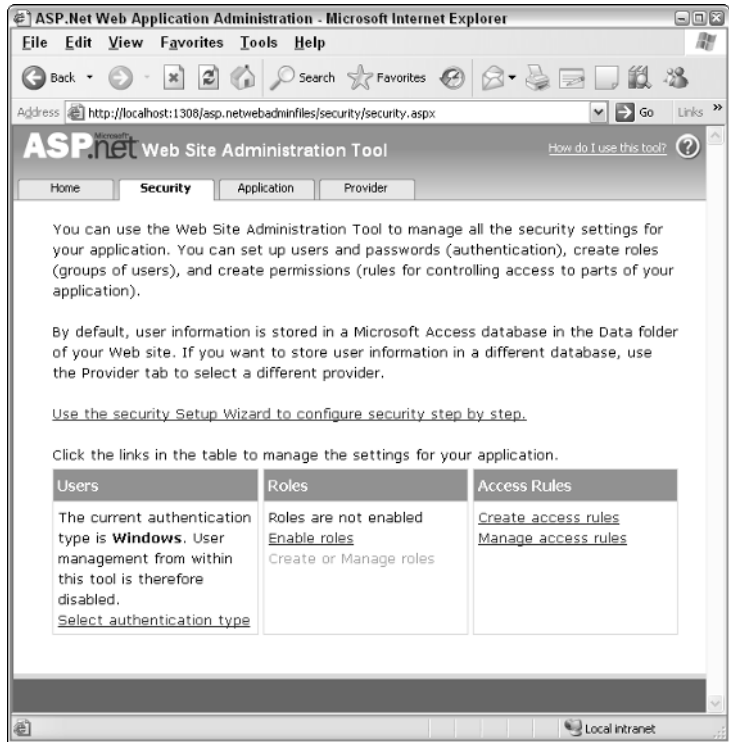 ASP.Net Web Application Administration - Microsoft Internet Explorer
File Edit View Favorites Tools Help
Back Search Favorites
Address http://localhost:1308/asp.netwebadminfiles/security/security.aspx Go Links »
Microsoft
ASP.net Web Site Administration Tool How do I use this tool? ?
Home Security Application Provider
You can use the Web Site Administration Tool to manage all the security settings for
your application. You can set up users and passwords (authentication), create roles
(groups of users), and create permissions (rules for controlling access to parts of your
application).
By default, user information is stored in a Microsoft Access database in the Data folder
of your Web site. If you want to store user information in a different database, use
the Provider tab to select a different provider.
Use the security Setup Wizard to configure security step by step.
Click the links in the table to manage the settings for your application.
Users Roles Access Rules
The current authentication Roles are not enabled Create access rules
type is Windows. User Enable roles Manage access rules
management from within Create or Manage roles
this tool is therefore
disabled.
Select authentication type
Local intranet